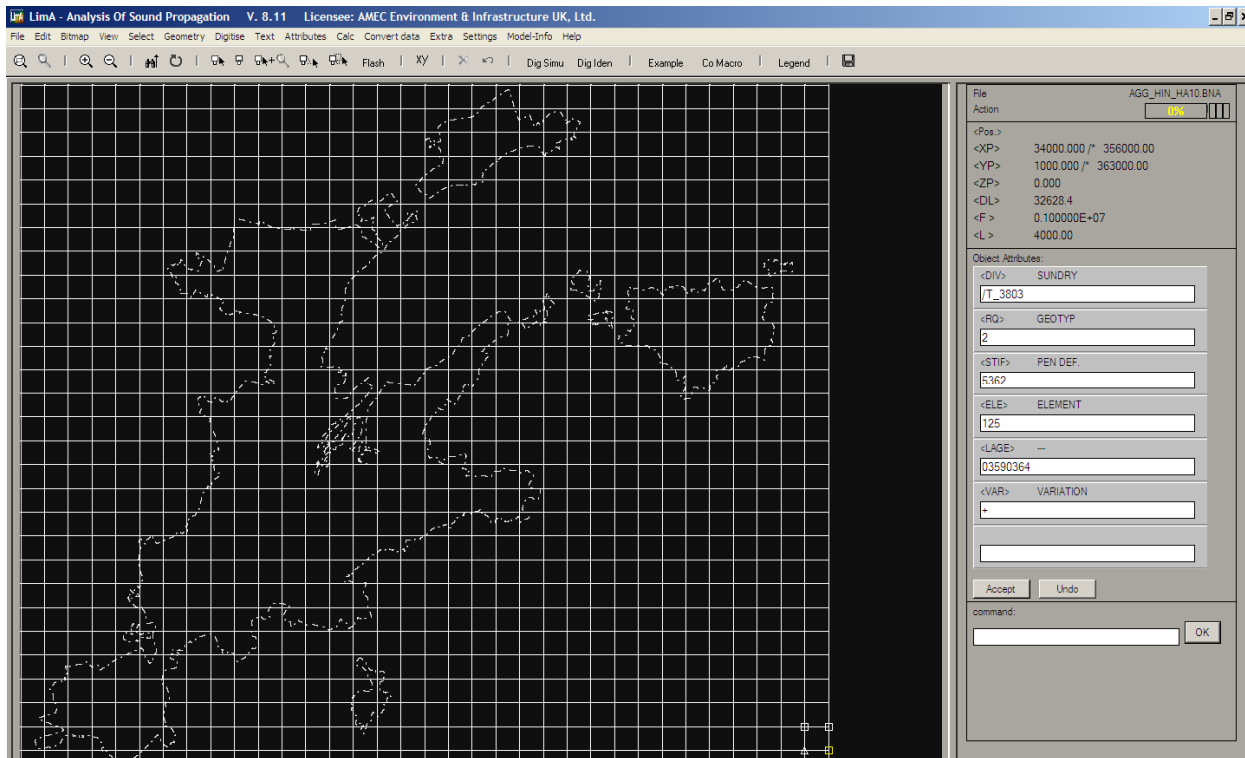 LimA - Analysis Of Sound Propagation V. 8.11 Licensee: AMEC Environment & Infrastructure UK, Ltd.
File Edit Bitmap View Select Geometry Digitise Text Attributes Calc Convert data Extra Settings Model-Info Help
Flash XY Dig Simu Dig Iden Example Co Macro Legend
File AGG_HIN_HA10.BNA
Action 0%
<Pos.>
<XP> 34000.000 /* 356000.00
<YP> 1000.000 /* 363000.00
<ZP> 0.000
<DL> 32628.4
<F > 0.100000E+07
<L > 4000.00
Object Attributes:
<DIV> SUNDRY
/T_3803
<RQ> GEOTYP
2
<STIF> PEN DEF.
5362
<ELE> ELEMENT
125
<LAGE> ---
03590364
<VAR> VARIATION
+
Accept Undo
command:
OK